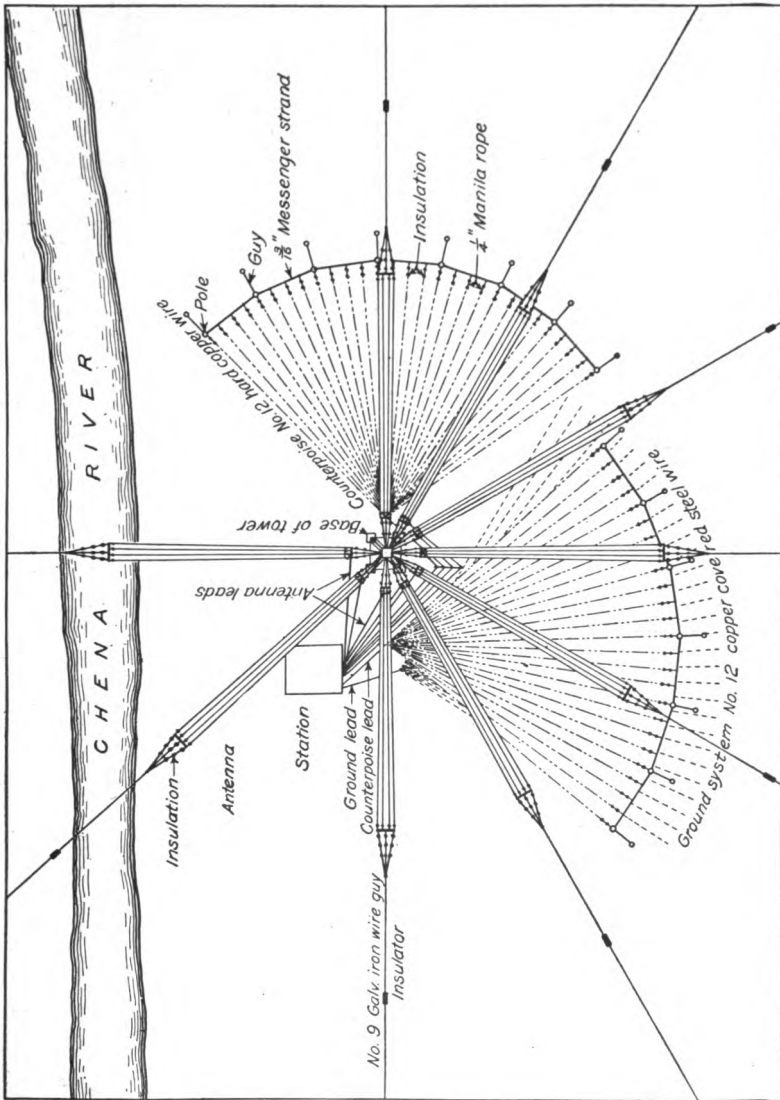 CHENA RIVER
Pole
Guy
3/16" Messenger strand
Insulation
1/4" Manila rope
Counterpoise No. 12 hard copper wire
Base of tower
Antenna leads
Insulation
Antenna
Station
Ground lead
Counterpoise lead
No. 9 Galv. iron wire guy
Insulator
Ground system No. 12 copper covered steel wire